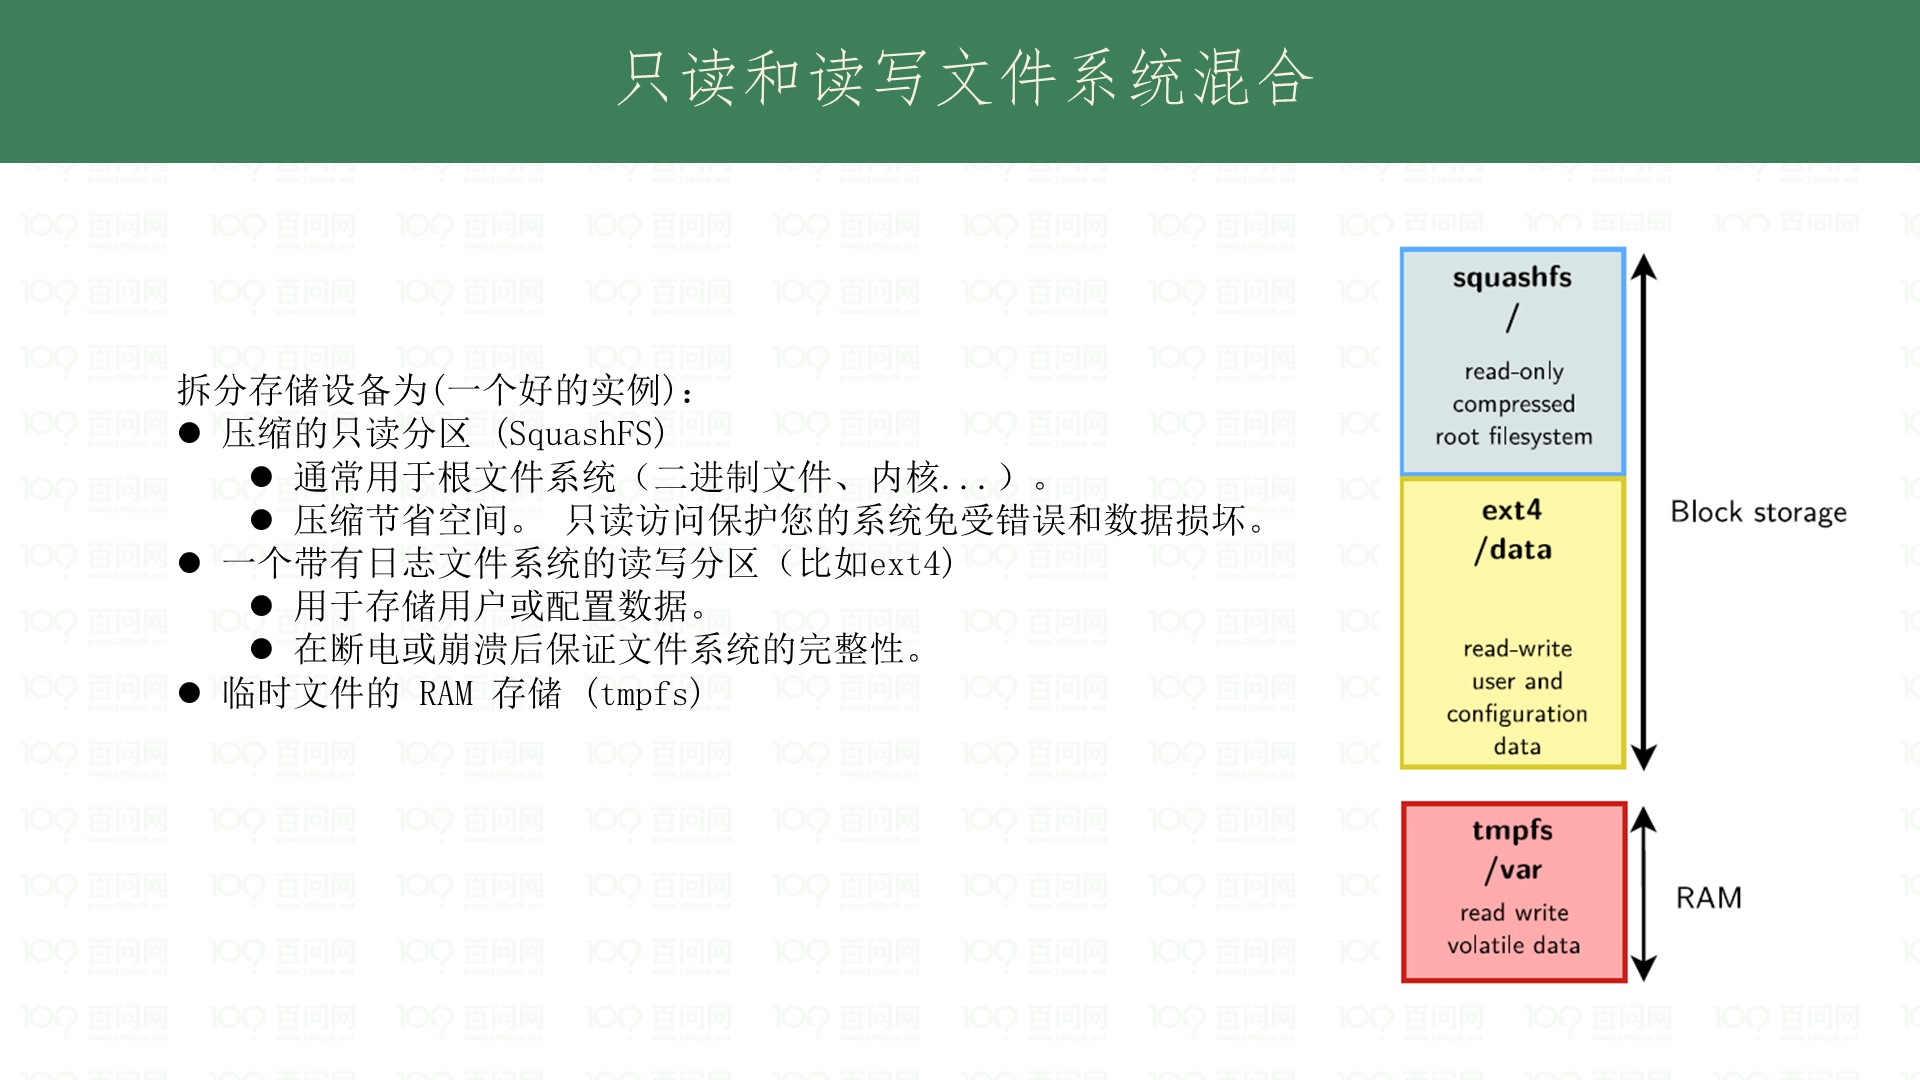 只读和读写文件系统混合
拆分存储设备为(一个好的实例)：
● 压缩的只读分区 (SquashFS)
● 通常用于根文件系统（二进制文件、内核...）。
● 压缩节省空间。 只读访问保护您的系统免受错误和数据损坏。
● 一个带有日志文件系统的读写分区（比如ext4)
● 用于存储用户或配置数据。
● 在断电或崩溃后保证文件系统的完整性。
● 临时文件的 RAM 存储 (tmpfs)
squashfs
/
read-only
compressed
root filesystem
ext4
/data
read-write
user and
configuration
data
Block storage
tmpfs
/var
read write
volatile data
RAM
百问网
www.100ask.net